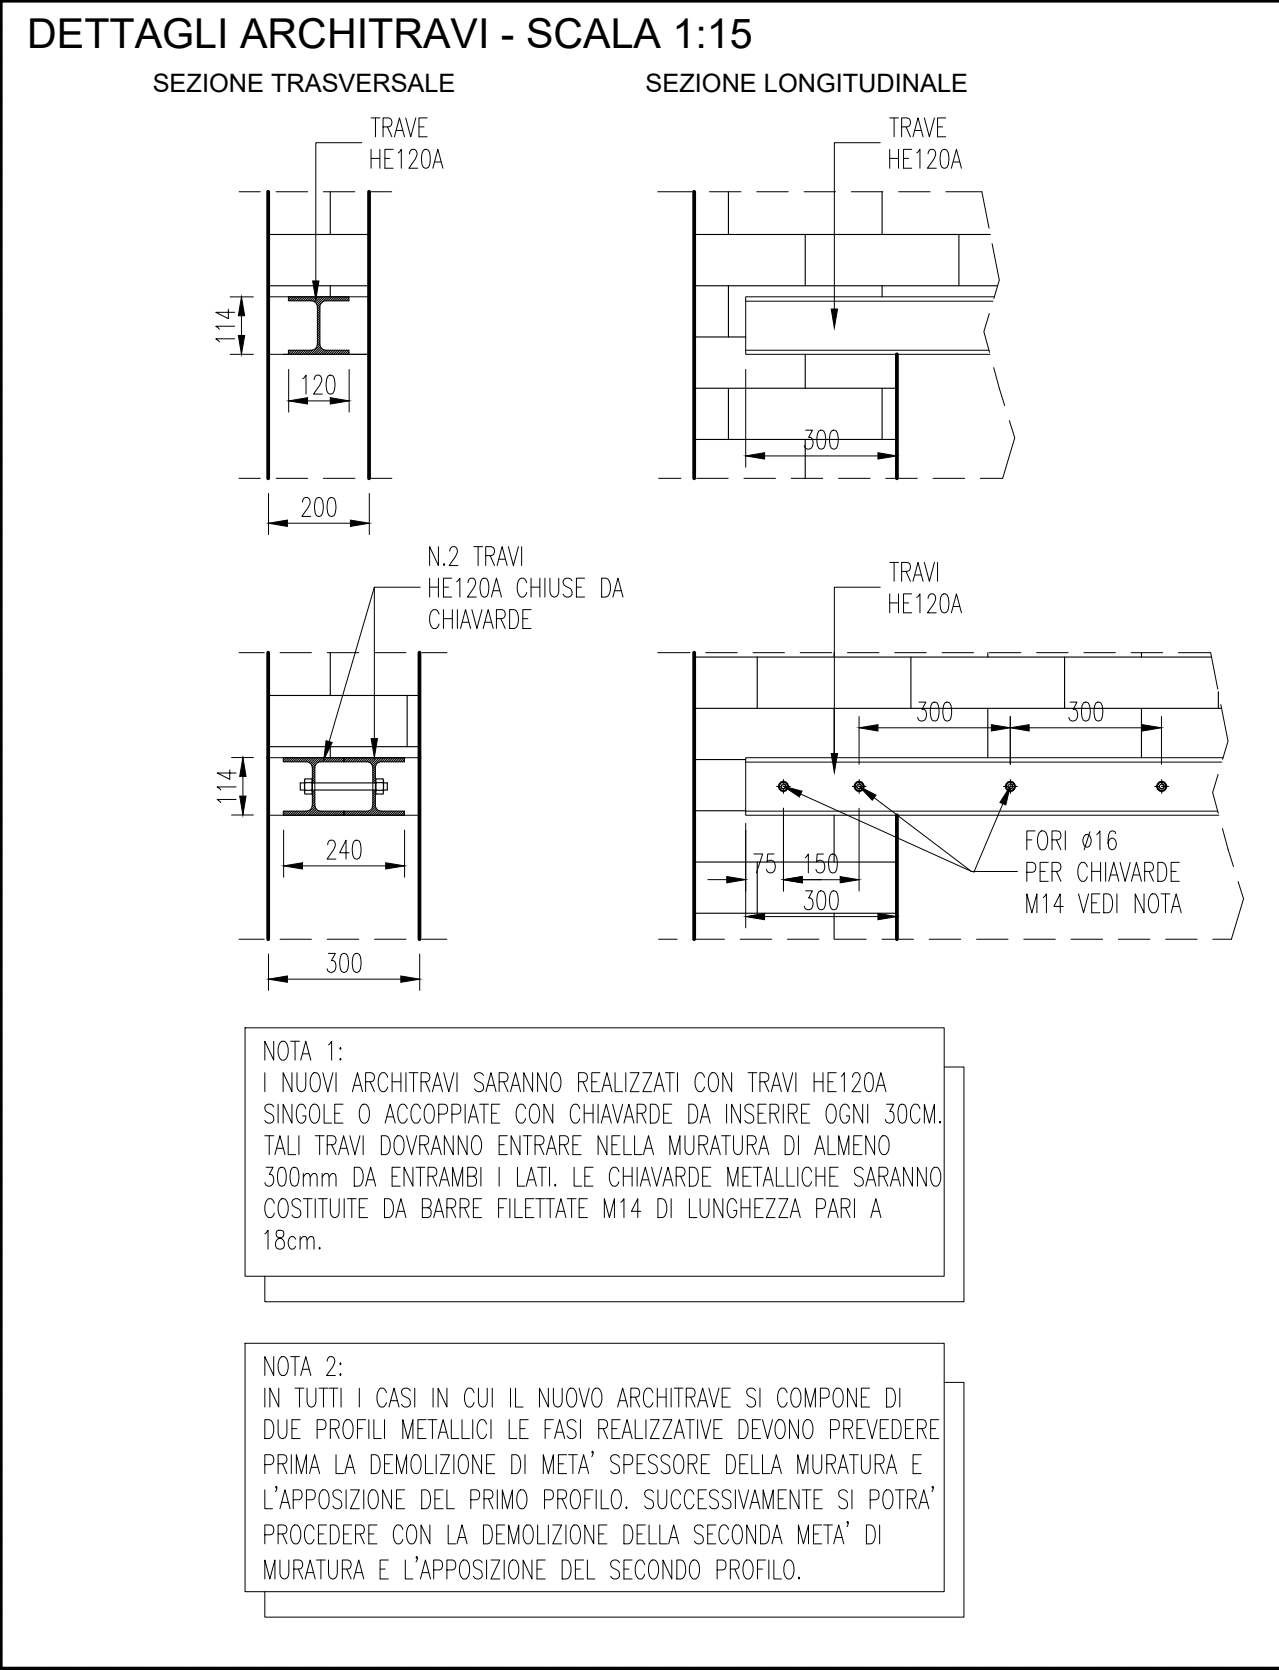 DETTAGLI ARCHITRAVI - SCALA 1:15
SEZIONE TRASVERSALE
SEZIONE LONGITUDINALE
TRAVE
HE120A
114
120
200
TRAVE
HE120A
300
N.2 TRAVI
HE120A CHIUSE DA
CHIAVARDE
114
240
300
TRAVI
HE120A
300
300
75
150
300
FORI ø16
PER CHIAVARDE
M14 VEDI NOTA
NOTA 1:
I NUOVI ARCHITRAVI SARANNO REALIZZATI CON TRAVI HE120A
SINGOLE O ACCOPPIATE CON CHIAVARDE DA INSERIRE OGNI 30CM.
TALI TRAVI DOVRANNO ENTRARE NELLA MURATURA DI ALMENO
300mm DA ENTRAMBI I LATI. LE CHIAVARDE METALLICHE SARANNO
COSTITUITE DA BARRE FILETTATE M14 DI LUNGHEZZA PARI A
18cm.
NOTA 2:
IN TUTTI I CASI IN CUI IL NUOVO ARCHITRAVE SI COMPONE DI
DUE PROFILI METALLICI LE FASI REALIZZATIVE DEVONO PREVEDERE
PRIMA LA DEMOLIZIONE DI META' SPESSORE DELLA MURATURA E
L'APPOSIZIONE DEL PRIMO PROFILO. SUCCESSIVAMENTE SI POTRA'
PROCEDERE CON LA DEMOLIZIONE DELLA SECONDA META' DI
MURATURA E L'APPOSIZIONE DEL SECONDO PROFILO.